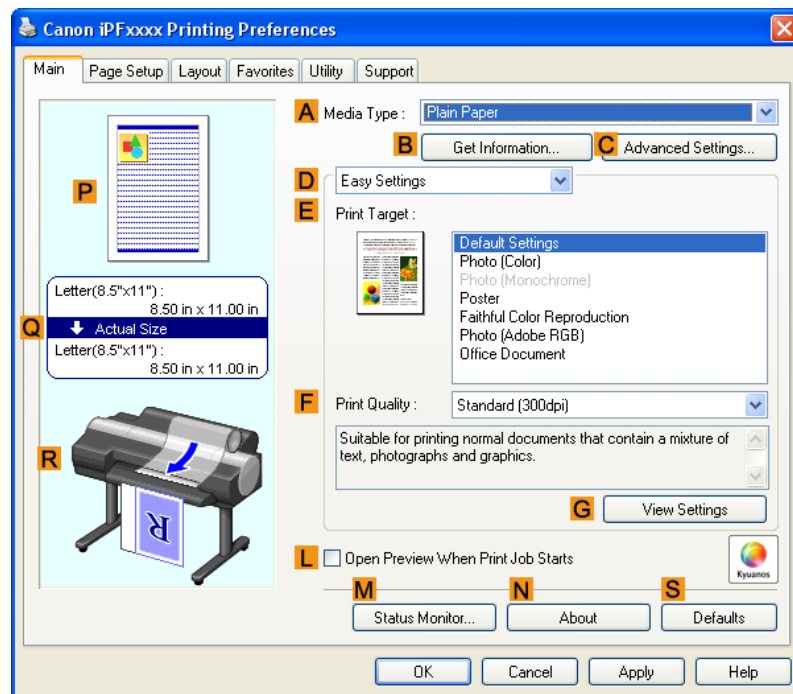 Canon iPFxxxx Printing Preferences
Main Page Setup Layout Favorites Utility Support
A Media Type : Plain Paper
B Get Information... C Advanced Settings...
D Easy Settings
E Print Target :
Default Settings
Photo (Color)
Photo (Monochrome)
Poster
Faithful Color Reproduction
Photo (Adobe RGB)
Office Document
P
Letter(8.5"x11") :
8.50 in x 11.00 in
Q Actual Size
Letter(8.5"x11") :
8.50 in x 11.00 in
R
R
F Print Quality : Standard (300dpi)
Suitable for printing normal documents that contain a mixture of
text, photographs and graphics.
G View Settings
L Open Preview When Print Job Starts
Kyuanos
M N S
Status Monitor... About Defaults
OK Cancel Apply Help